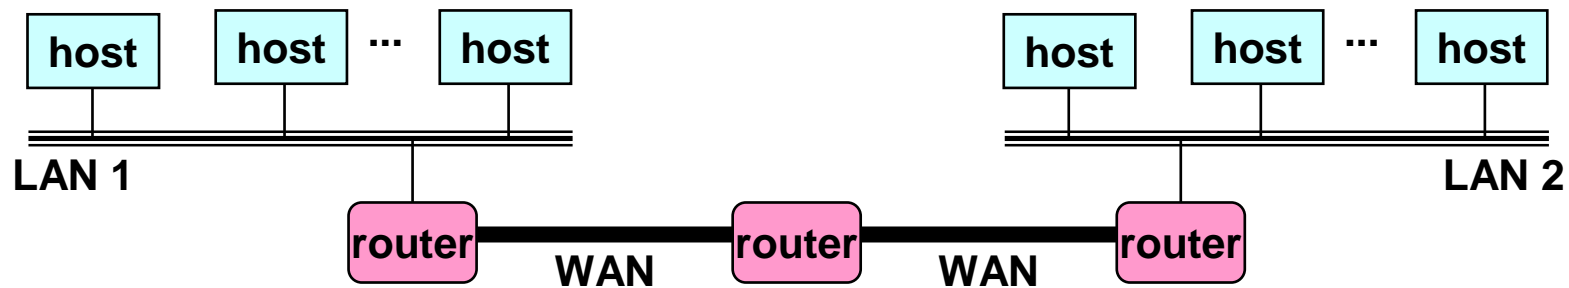 host host ... host host host ... host
LAN 1 LAN 2
router router router
WAN WAN